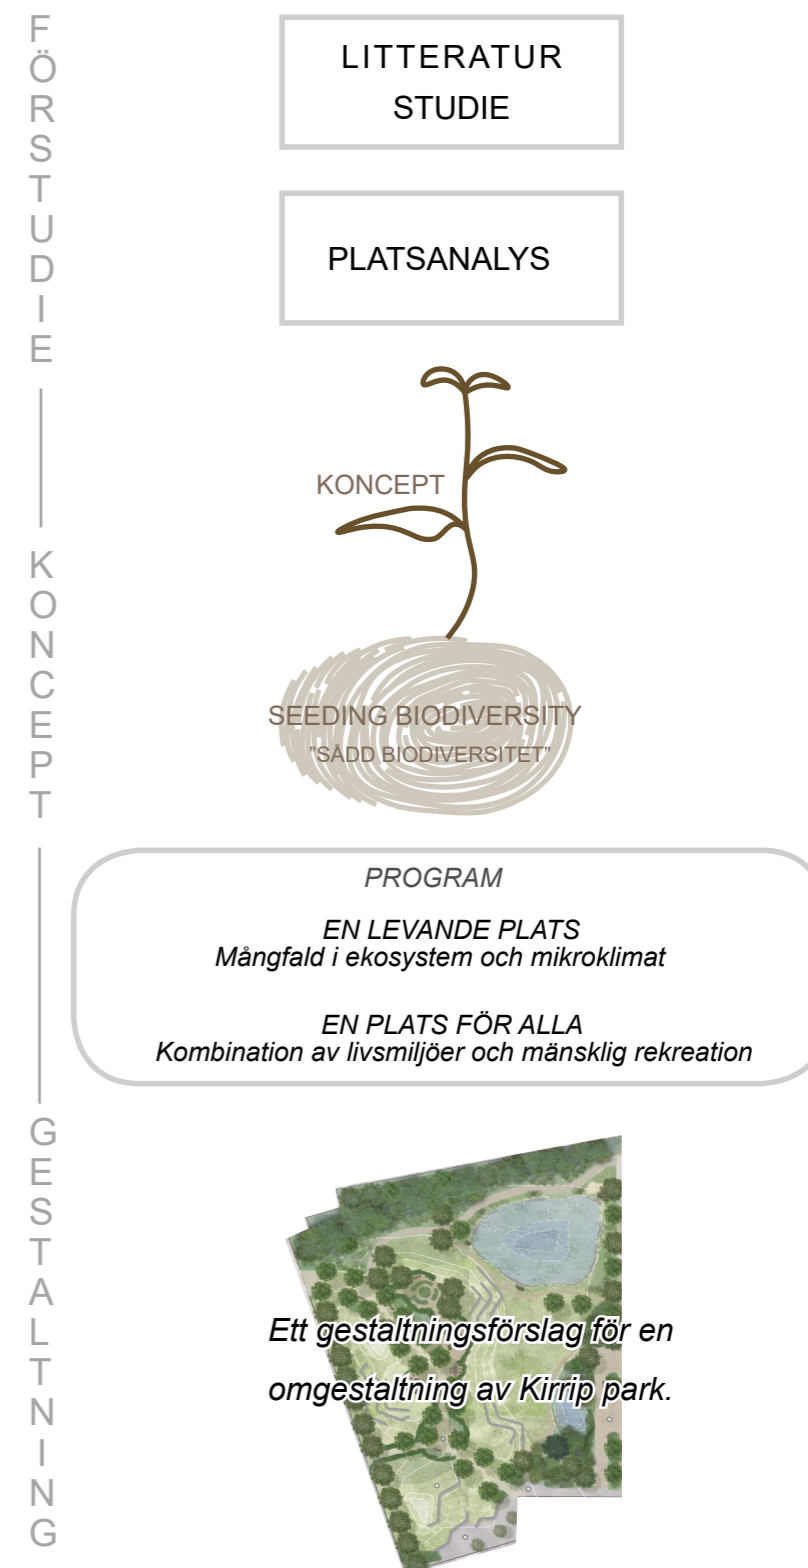 FÖRSTUDIE
LITTERATUR
STUDIE
PLATSANALYS
KONCEPT
KONCEPT
SEEDING BIODIVERSITY
"SÅDD BIODIVERSITET"
PROGRAM
EN LEVANDE PLATS
Mångfald i ekosystem och mikroklimat
EN PLATS FÖR ALLA
Kombination av livsmiljöer och mänsklig rekreation
GESTALTNING
Ett gestaltningsförslag för en
omgestaltning av Kirrip park.